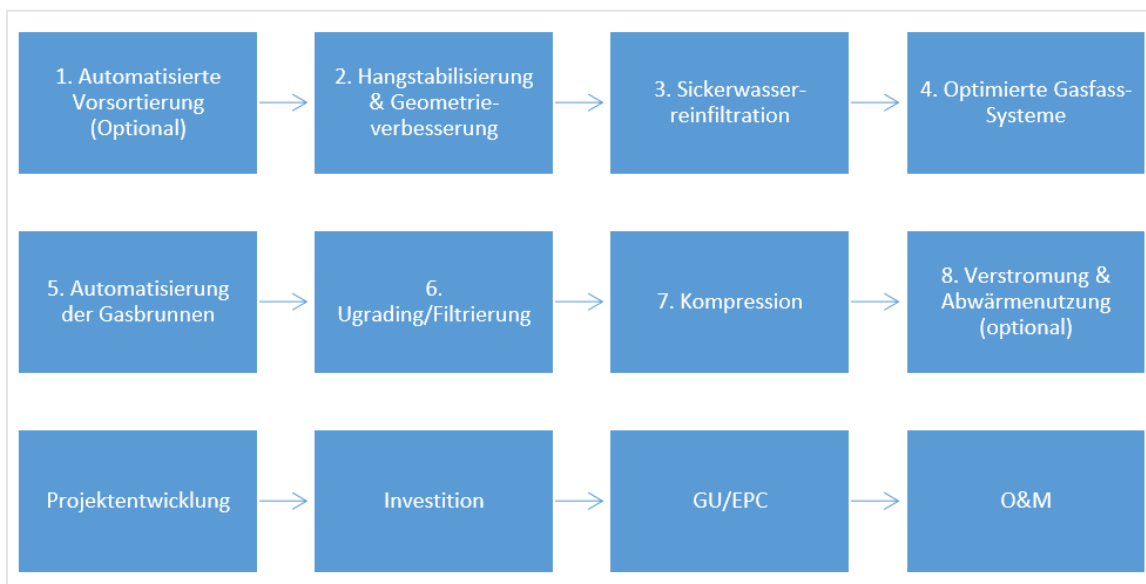 1. Automatisierte
Vorsortierung
(Optional)
2. Hangstabilisierung
& Geometrie-
verbesserung
3. Sickerwasser-
reinfiltration
4. Optimierte Gasfass-
Systeme
5. Automatisierung
der Gasbrunnen
6.
Ugrading/Filtrierung
7. Kompression
8. Verstromung &
Abwärmenutzung
(optional)
Projektentwicklung
Investition
GU/EPC
O&M